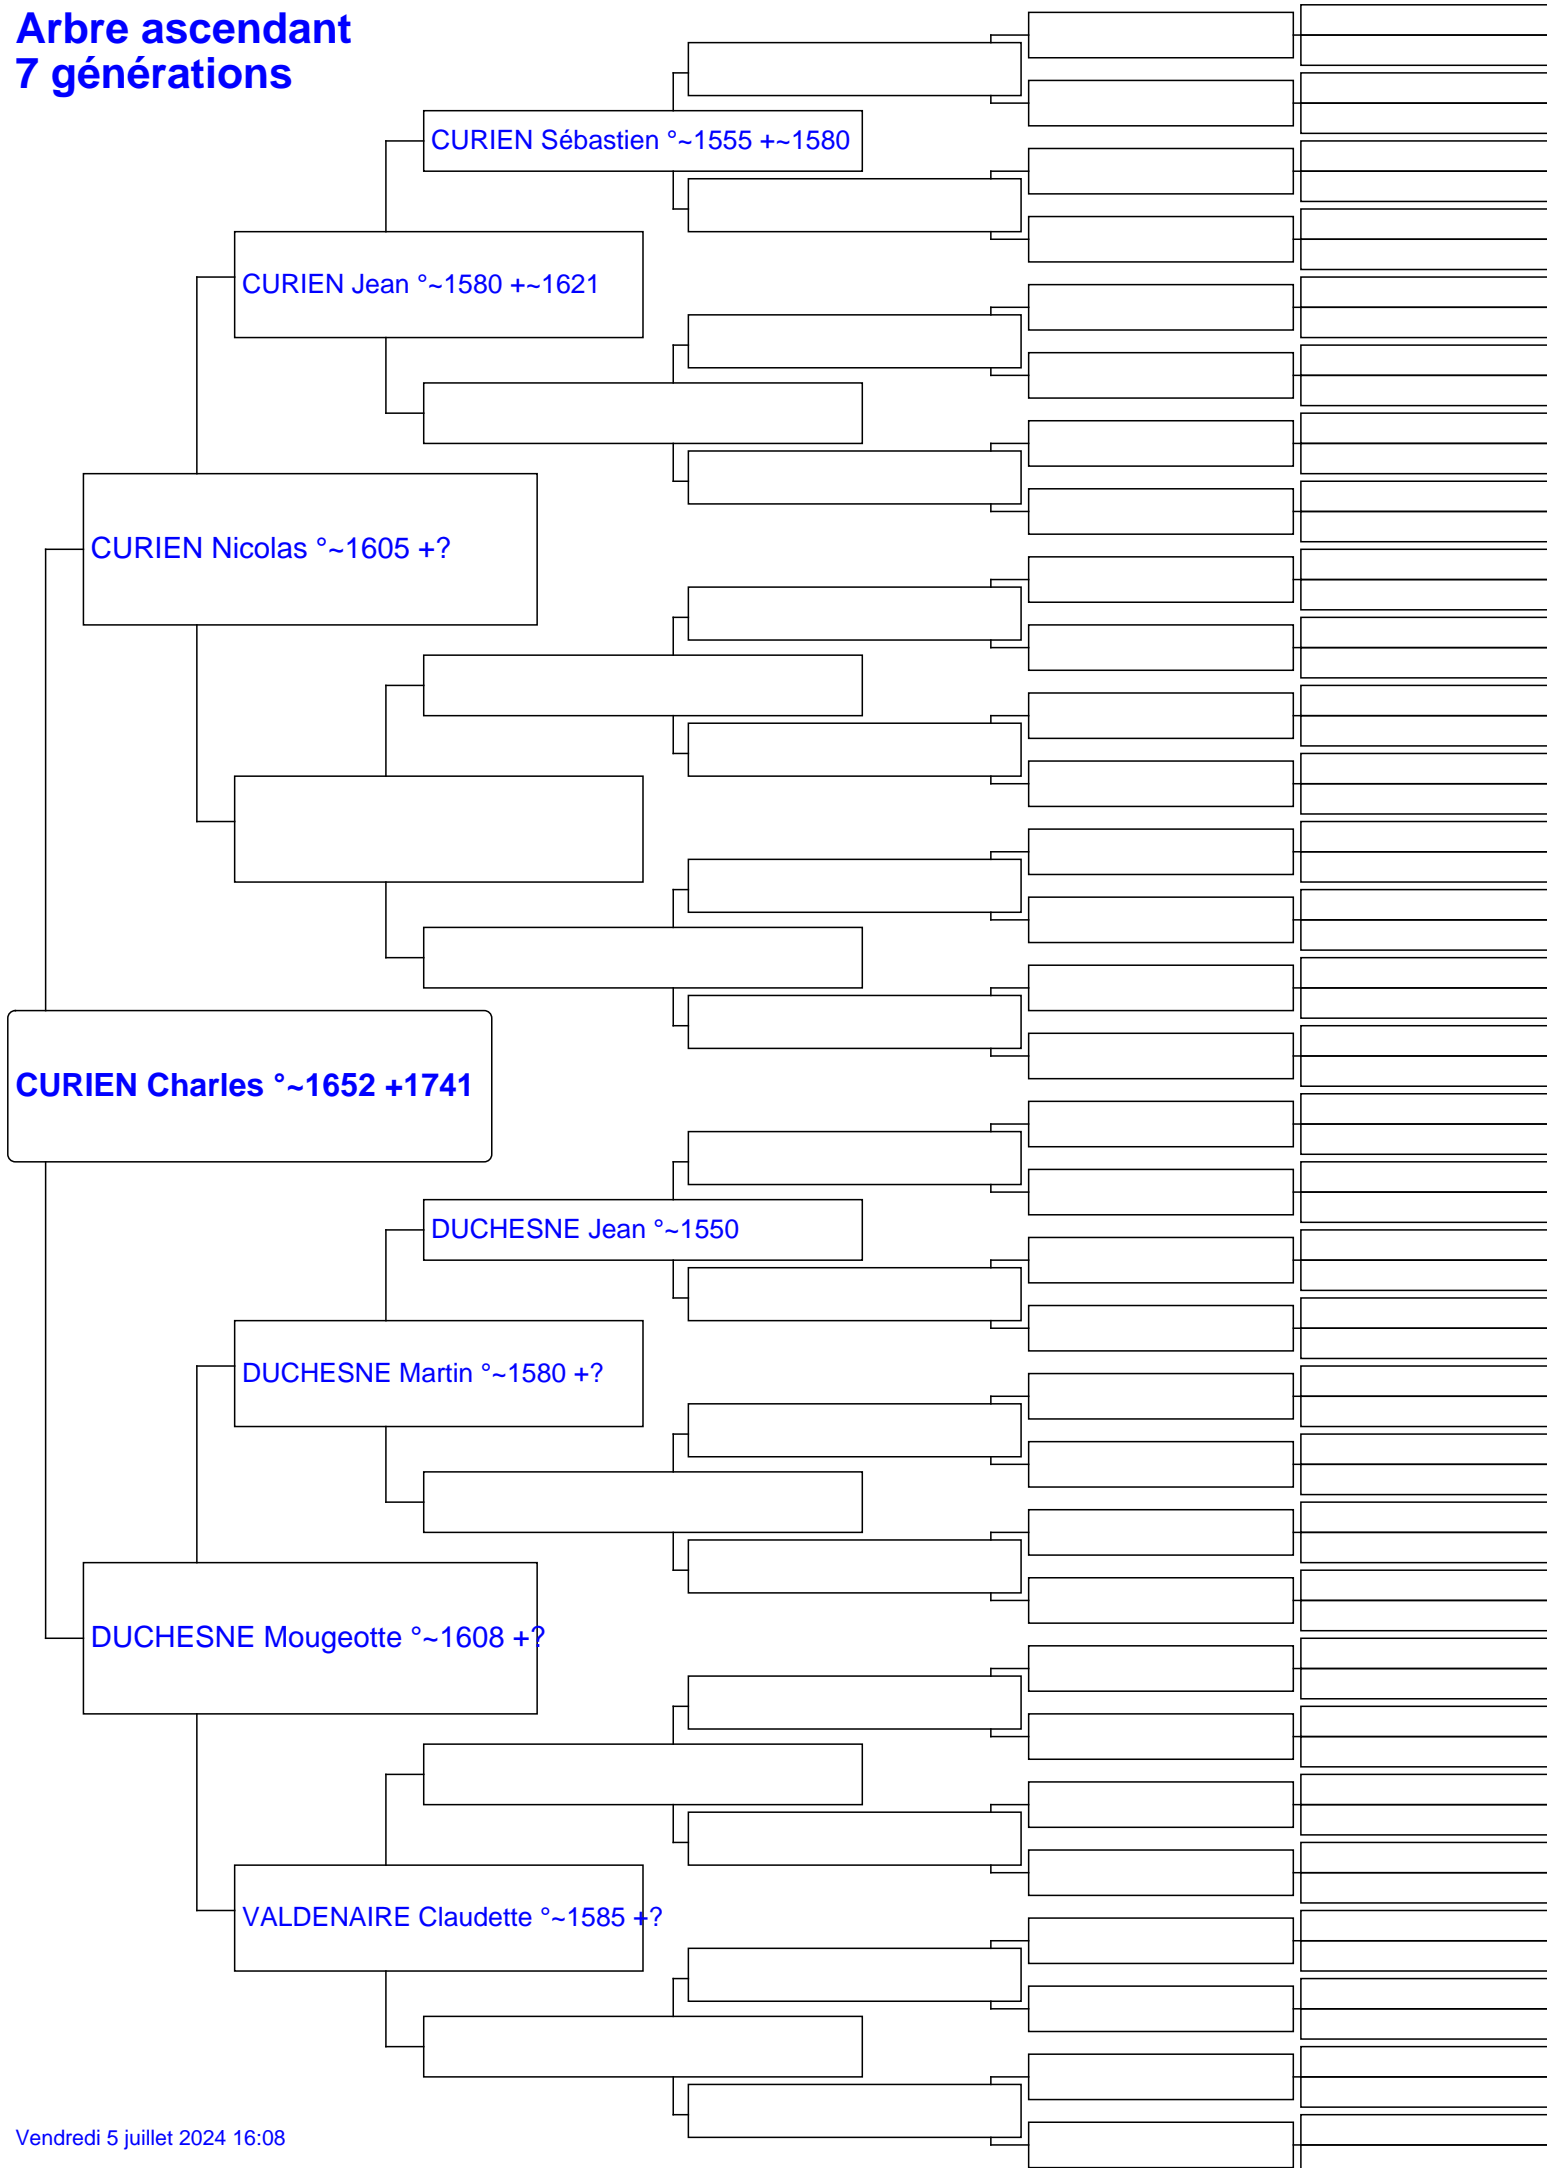 Arbre ascendant
7 générations
CURIEN Sébastien °~1555 +~1580
CURIEN Jean °~1580 +~1621
CURIEN Nicolas °~1605 +?
CURIEN Charles °~1652 +1741
DUCHESNE Jean °~1550
DUCHESNE Martin °~1580 +?
DUCHESNE Mougeotte °~1608 +?
VALDENAIRE Claudette °~1585 +?
Vendredi 5 juillet 2024 16:08